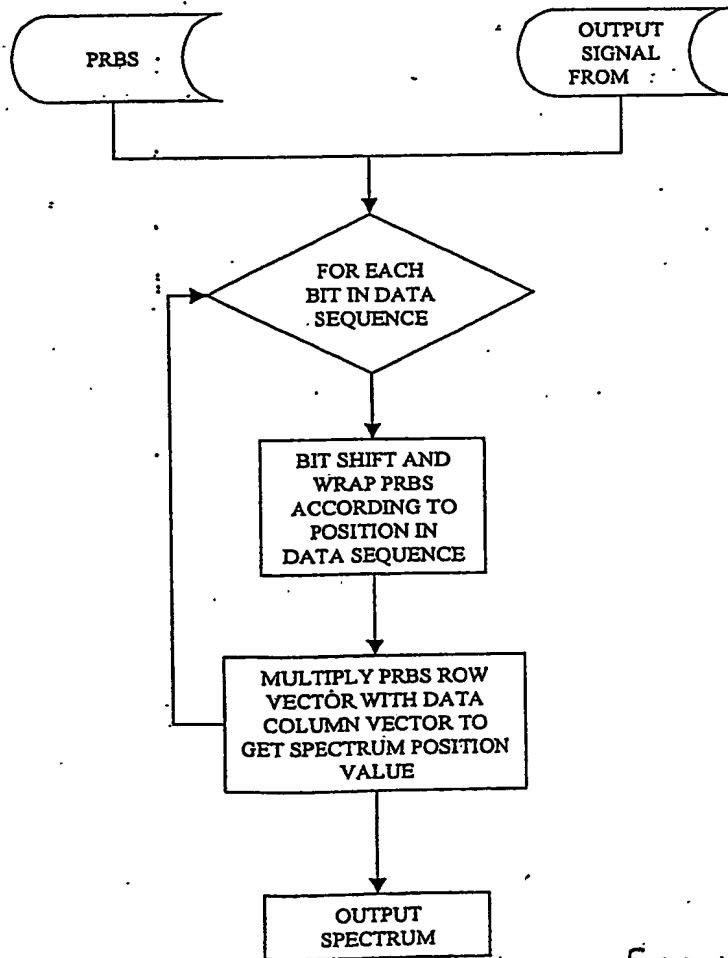 PRBS
OUTPUT
SIGNAL
FROM
FOR EACH
BIT IN DATA
SEQUENCE
BIT SHIFT AND
WRAP PRBS
ACCORDING TO
POSITION IN
DATA SEQUENCE
MULTIPLY PRBS ROW
VECTOR WITH DATA
COLUMN VECTOR TO
GET SPECTRUM POSITION
VALUE
OUTPUT
SPECTRUM